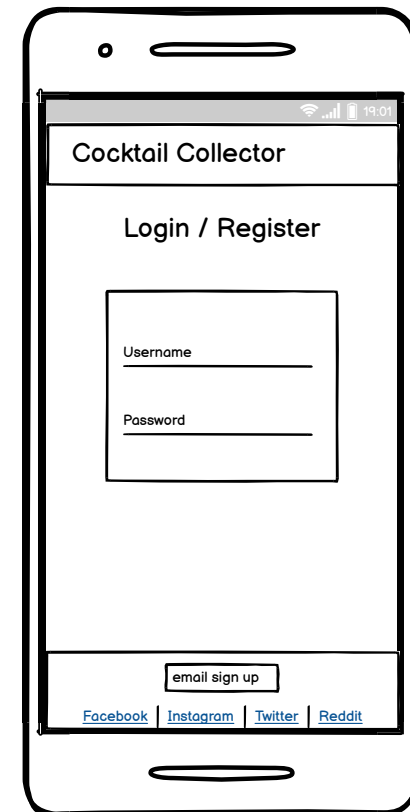 19:01
Cocktail Collector
Login / Register
Username
Password
email sign up
Facebook Instagram Twitter Reddit